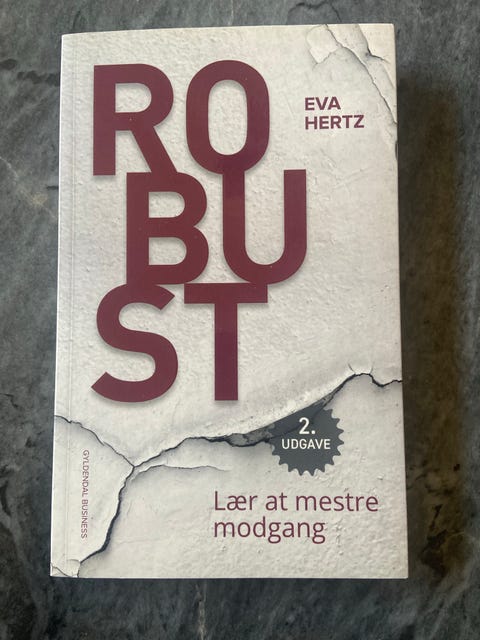 RO
BU
ST
EVA
HERTZ
2.
UDGAVE
Lær at mestre
modgang
GYLDENDAL BUSINESS